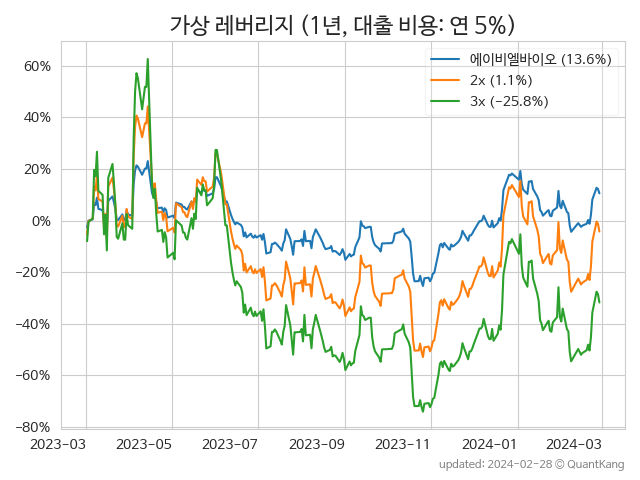 가상 레버리지 (1년, 대출 비용: 연 5%)
에이비엘바이오 (13.6%)
2x (1.1%)
3x (−25.8%)
60%
40%
20%
0%
−20%
−40%
−60%
−80%
2023-03 2023-05 2023-07 2023-09 2023-11 2024-01 2024-03
updated: 2024-02-28 © QuantKang